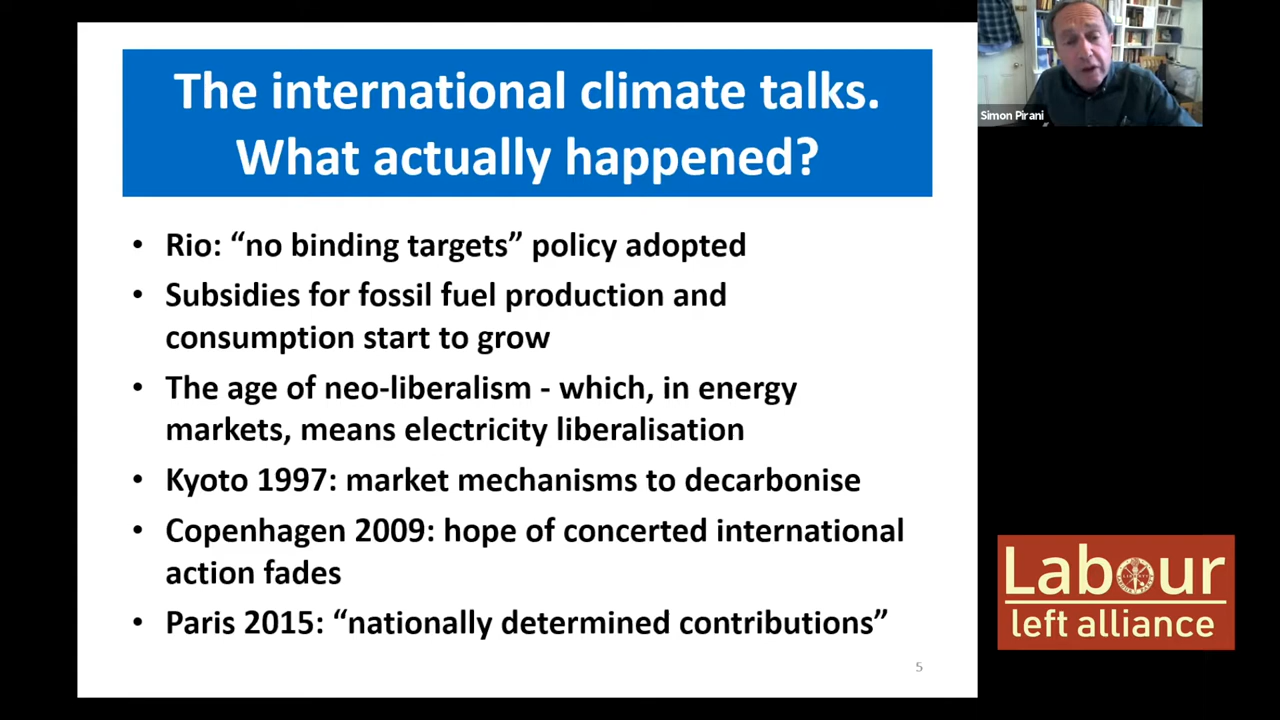 The international climate talks.
What actually happened?
• Rio: “no binding targets” policy adopted
• Subsidies for fossil fuel production and
consumption start to grow
• The age of neo-liberalism - which, in energy
markets, means electricity liberalisation
• Kyoto 1997: market mechanisms to decarbonise
• Copenhagen 2009: hope of concerted international
action fades
• Paris 2015: “nationally determined contributions”
5
Simon Pirani
Labour
left alliance